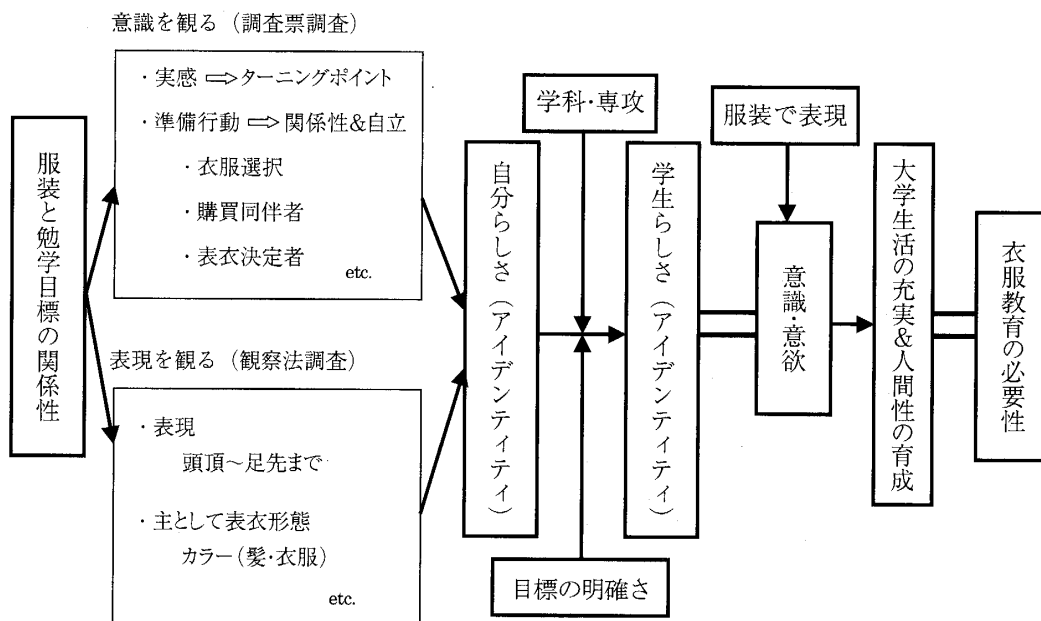 意識を観る（調査票調査）
服装と勉学目標の関係性
・実感 ⇨ターニングポイント
・準備行動 ⇨ 関係性&自立
・衣服選択
・購買同伴者
・表衣決定者
etc.
表現を観る（観察法調査）
・表現
頭頂～足先まで
・主として表衣形態
カラー（髪・衣服）
etc.
自分らしさ（アイデンティティ）
学科・専攻
目標の明確さ
学生らしさ（アイデンティティ）
服装で表現
意識・意欲
大学生活の充実&人間性の育成
衣服教育の必要性